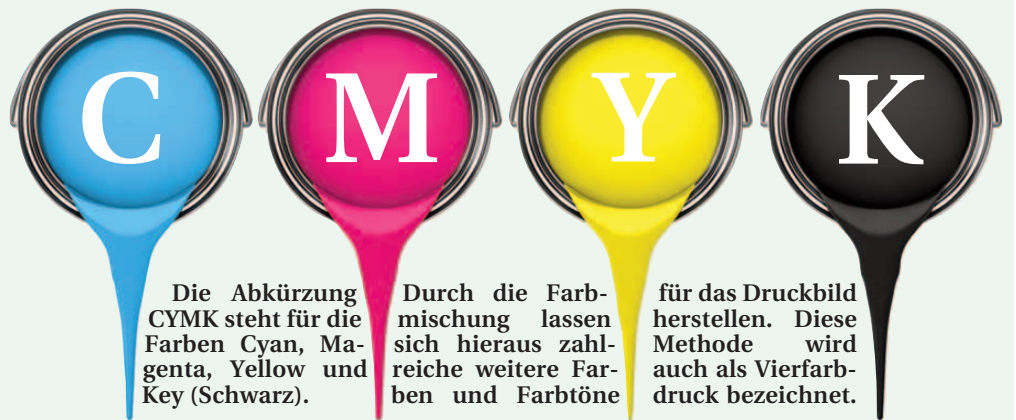 C M Y K
Die Abkürzung
CYMK steht für die
Farben Cyan, Ma-
genta, Yellow und
Key (Schwarz).
Durch die Farb-
mischung lassen
sich hieraus zahl-
reiche weitere Far-
ben und Farbtöne
für das Druckbild
herstellen. Diese
Methode wird
auch als Vierfarb-
druck bezeichnet.